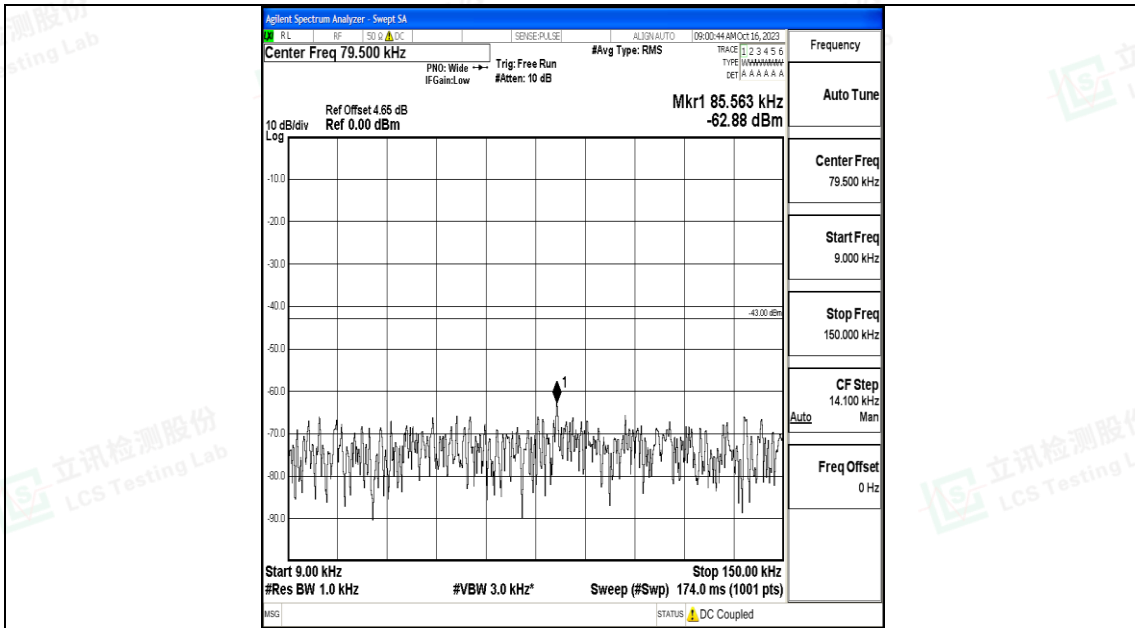 Agilent Spectrum Analyzer - Swept SA
RL RF 50 Ω DC SENSE:PULSE ALIGN AUTO 09:00:44 AM Oct 16, 2023
Center Freq 79.500 kHz
PNO: Wide
IFGain:Low
Trig: Free Run
#Atten: 10 dB
#Avg Type: RMS
TRACE 1 2 3 4 5 6
TYPE
DET A A A A A A
Frequency
Auto Tune
Mkr1 85.563 kHz
-62.88 dBm
Ref Offset 4.65 dB
10 dB/div Ref 0.00 dBm
Log
Center Freq
79.500 kHz
-10.0
-20.0
Start Freq
9.000 kHz
-30.0
-40.0
-43.00 dBm
Stop Freq
150.000 kHz
-50.0
-60.0
1
CF Step
14.100 kHz
Auto Man
-70.0
-80.0
Freq Offset
0 Hz
-90.0
Start 9.00 kHz Stop 150.00 kHz
#Res BW 1.0 kHz #VBW 3.0 kHz* Sweep (#Swp) 174.0 ms (1001 pts)
MSG STATUS DC Coupled
立讯检测股份
LCS Testing Lab
立讯检测股份
LCS Testing L